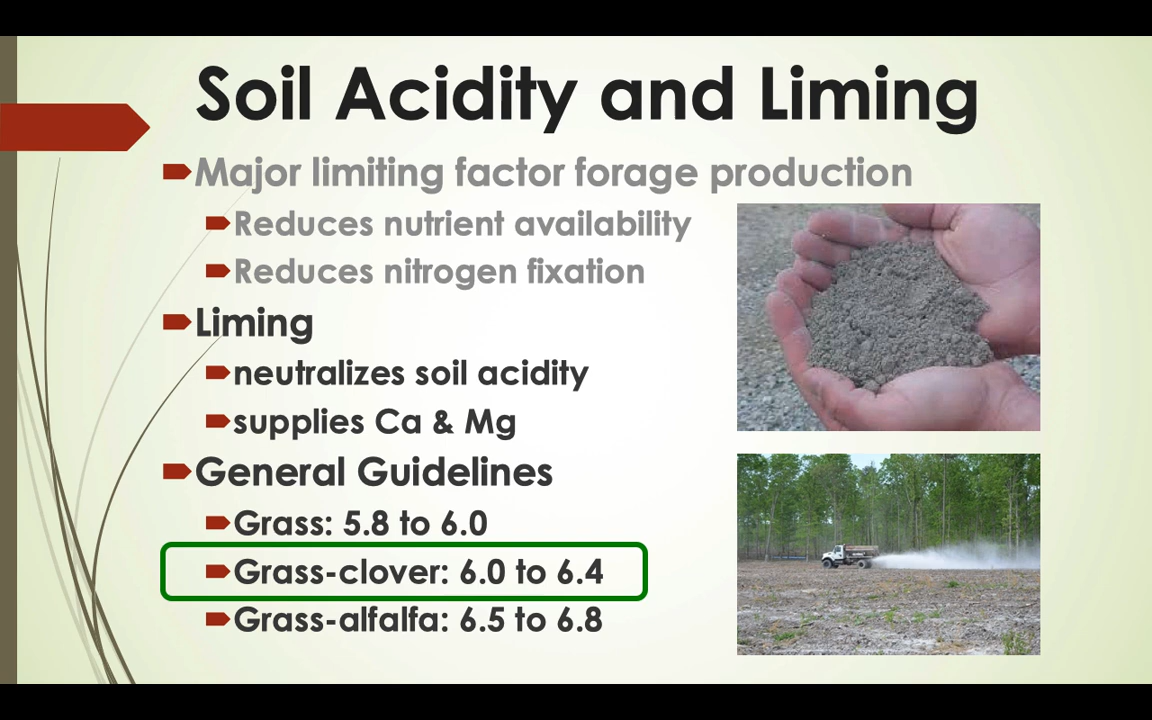 Soil Acidity and Liming
Major limiting factor forage production
Reduces nutrient availability
Reduces nitrogen fixation
Liming
neutralizes soil acidity
supplies Ca & Mg
General Guidelines
Grass: 5.8 to 6.0
Grass-clover: 6.0 to 6.4
Grass-alfalfa: 6.5 to 6.8